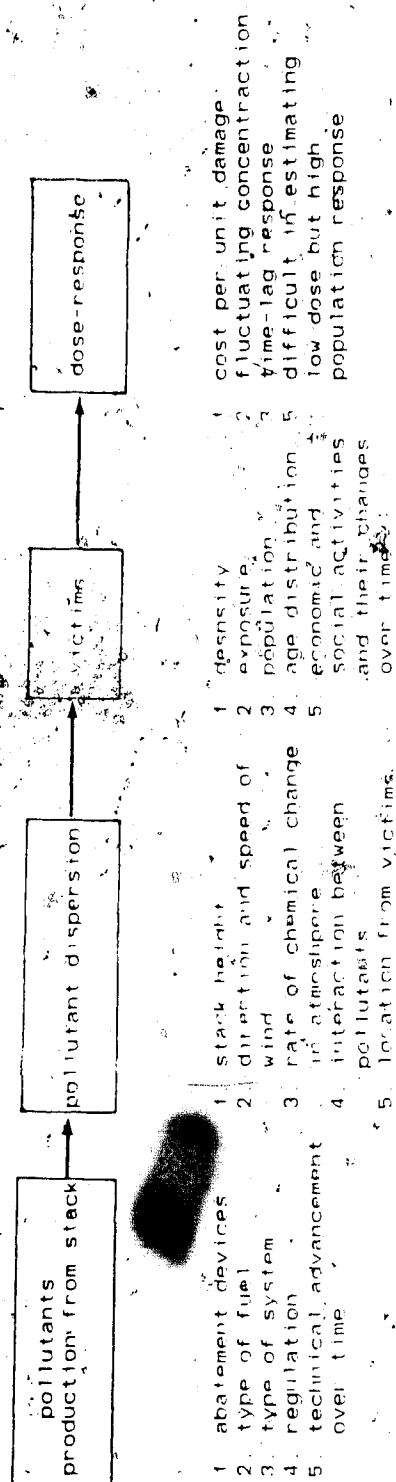 pollutants
production from stack
pollutant dispersion
victims
dose-response
1 abatement devices
2. type of fuel
3. type of system
4. regulation
5. technical advancement
over time
1 stack height
2. direction and speed of
wind
3. rate of chemical change
in atmoshpere
4. interaction between
pollutants
5. location from victims.
1 desnsity
2 exposure
3. population
4. age distribution
5. economic and
social activities
and their changes
over time
1 cost per unit damage
2 fluctuating concentraction
3 time-lag response
5 difficult in estimating
low dose but high
population response